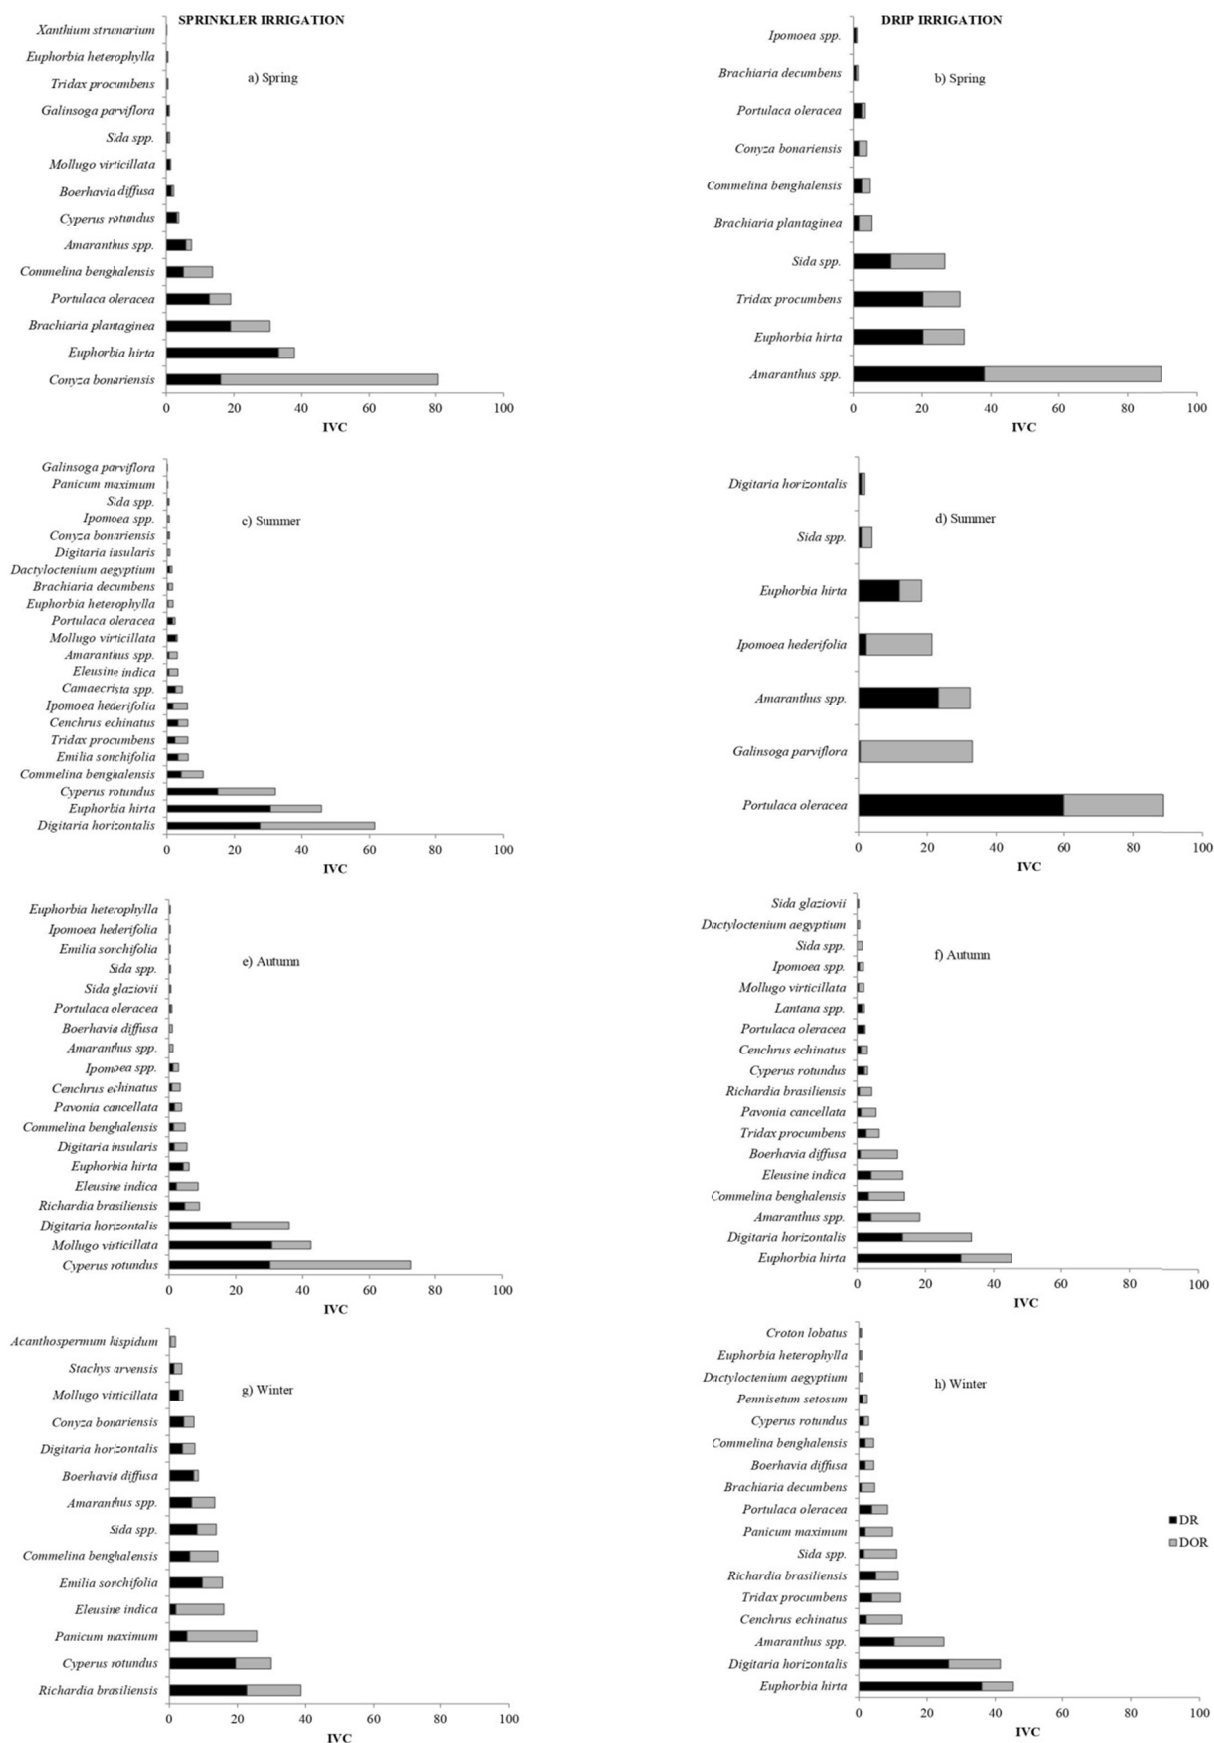 SPRINKLER IRRIGATION
a) Spring
Xanthium strunarium
Euphorbia heterophylla
Tridax procumbens
Galinsoga parviflora
Sida spp.
Mollugo virticillata
Boerhavia diffusa
Cyperus rotundus
Amaranthus spp.
Commelina benghalensis
Portulaca oleracea
Brachiaria plantaginea
Euphorbia hirta
Conyza bonariensis
0 20 40 60 80 100
IVC
DRIP IRRIGATION
b) Spring
Ipomoea spp.
Brachiaria decumbens
Portulaca oleracea
Conyza bonariensis
Commelina benghalensis
Brachiaria plantaginea
Sida spp.
Tridax procumbens
Euphorbia hirta
Amaranthus spp.
0 20 40 60 80 100
IVC
c) Summer
Galinsoga parviflora
Panicum maximum
Sida spp.
Ipomoea spp.
Conyza bonariensis
Digitaria insularis
Dactyloctenium aegyptium
Brachiaria decumbens
Euphorbia heterophylla
Portulaca oleracea
Mollugo virticillata
Amaranthus spp.
Eleusine indica
Camaecrista spp.
Ipomoea hederifolia
Cenchrus echinatus
Tridax procumbens
Emilia sonchifolia
Commelina benghalensis
Cyperus rotundus
Euphorbia hirta
Digitaria horizontalis
0 20 40 60 80 100
IVC
d) Summer
Digitaria horizontalis
Sida spp.
Euphorbia hirta
Ipomoea hederifolia
Amaranthus spp.
Galinsoga parviflora
Portulaca oleracea
0 20 40 60 80 100
IVC
e) Autumn
Euphorbia heterophylla
Ipomoea hederifolia
Emilia sorchifolia
Sida spp.
Sida glaziovii
Portulaca oleracea
Boerhavia diffusa
Amaranthus spp.
Ipomoea spp.
Cenchrus echinatus
Pavonia cancellata
Commelina benghalensis
Digitaria insularis
Euphorbia hirta
Eleusine indica
Richardia brasiliensis
Digitaria horizontalis
Mollugo virticillata
Cyperus rotundus
0 20 40 60 80 100
IVC
f) Autumn
Sida glaziovii
Dactyloctenium aegyptium
Sida spp.
Ipomoea spp.
Mollugo virticillata
Lantana spp.
Portulaca oleracea
Cenchrus echinatus
Cyperus rotundus
Richardia brasiliensis
Pavonia cancellata
Tridax procumbens
Boerhavia diffusa
Eleusine indica
Commelina benghalensis
Amaranthus spp.
Digitaria horizontalis
Euphorbia hirta
0 20 40 60 80 100
IVC
g) Winter
Acanthospermum hispidum
Stachys arvensis
Mollugo virticillata
Conyza bonariensis
Digitaria horizontalis
Boerhavia diffusa
Amaranthus spp.
Sida spp.
Commelina benghalensis
Emilia sorchifolia
Eleusine indica
Panicum maximum
Cyperus rotundus
Richardia brasiliensis
0 20 40 60 80 100
IVC
h) Winter
Croton lobatus
Euphorbia heterophylla
Dactyloctenium aegyptium
Pennisetum setosum
Cyperus rotundus
Commelina benghalensis
Boerhavia diffusa
Brachiaria decumbens
Portulaca oleracea
Panicum maximum
Sida spp.
Richardia brasiliensis
Tridax procumbens
Cenchrus echinatus
Amaranthus spp.
Digitaria horizontalis
Euphorbia hirta
0 20 40 60 80 100
IVC
DR
DOR